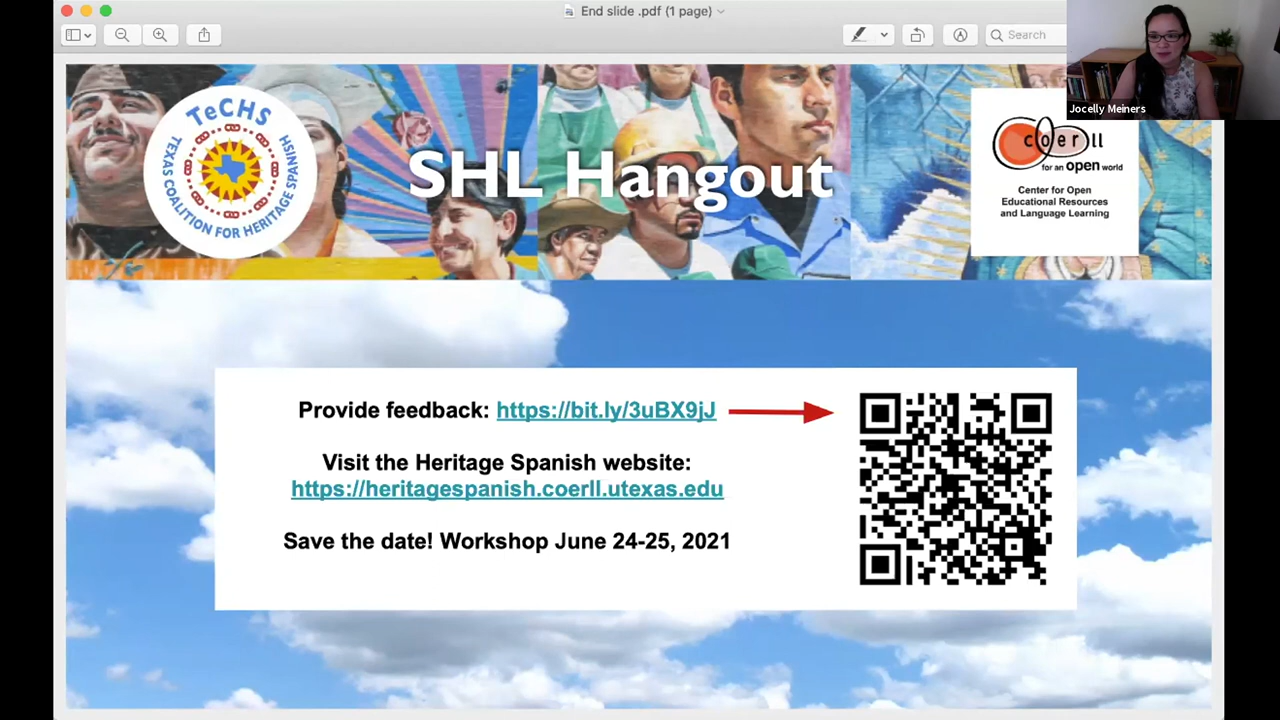 End slide .pdf (1 page)
Search
Jocelly Meiners
TeCHS
TEXAS COALITION FOR HERITAGE SPANISH
SHL Hangout
coerll
for an open world
Center for Open
Educational Resources
and Language Learning
Provide feedback: https://bit.ly/3uBX9jJ
Visit the Heritage Spanish website:
https://heritagespanish.coerll.utexas.edu
Save the date! Workshop June 24-25, 2021